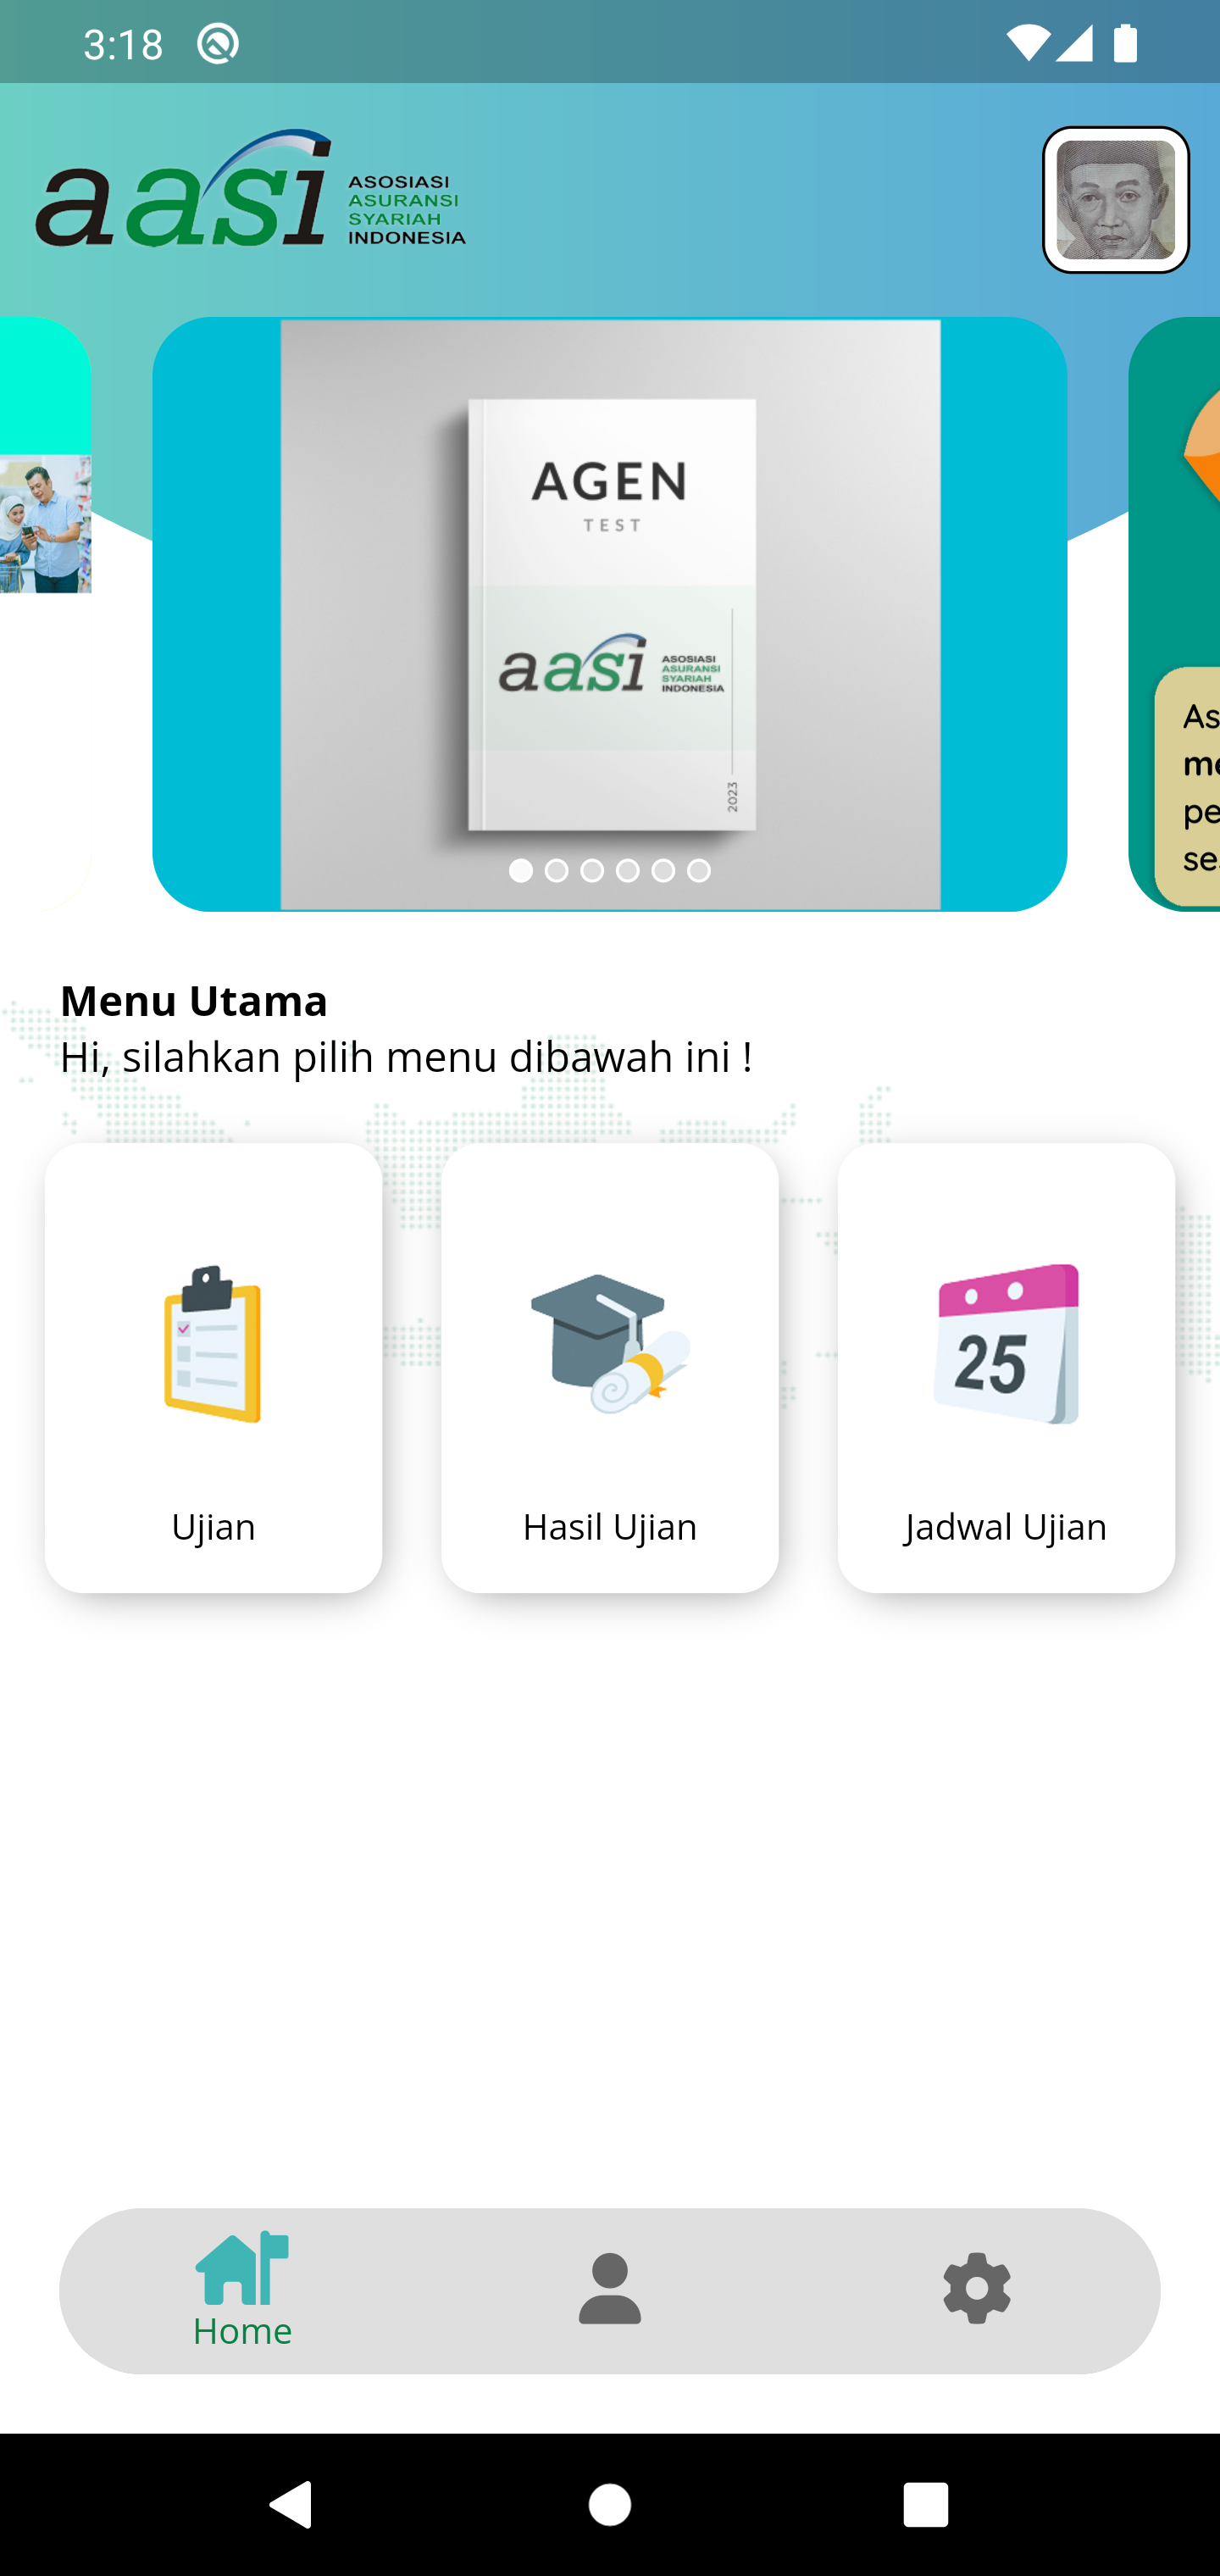 3:18
aasi
ASOSIASI
ASURANSI
SYARIAH
INDONESIA
AGEN
TEST
aasi
ASOSIASI
ASURANSI
SYARIAH
INDONESIA
2023
As
me
pe
se
Menu Utama
Hi, silahkan pilih menu dibawah ini !
25
Ujian
Hasil Ujian
Jadwal Ujian
Home